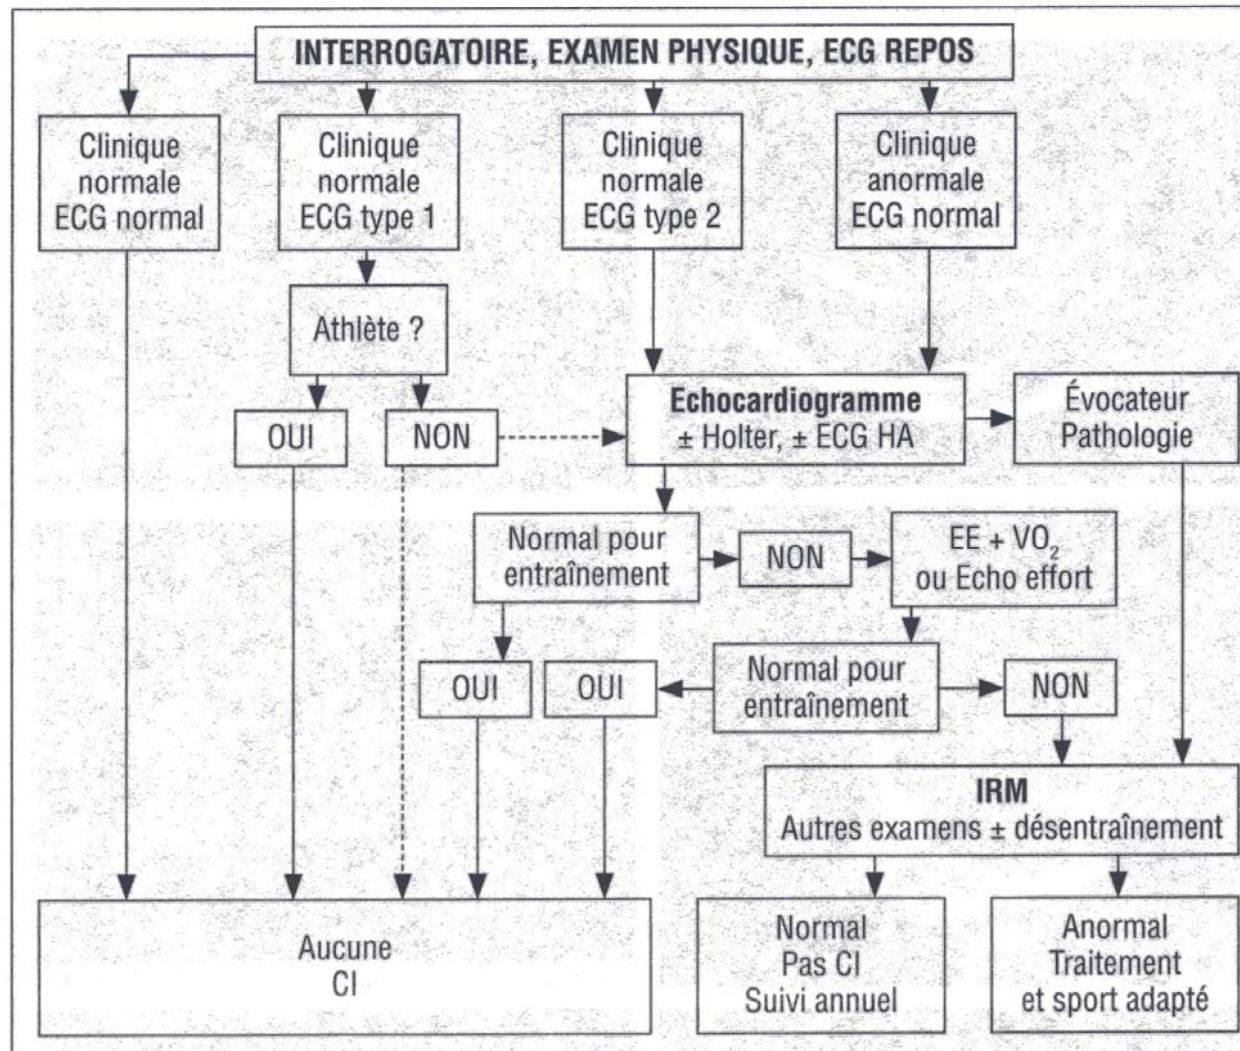 INTERROGATOIRE, EXAMEN PHYSIQUE, ECG REPOS
Clinique
normale
ECG normal
Clinique
normale
ECG type 1
Clinique
normale
ECG type 2
Clinique
anormale
ECG normal
Athlète ?
OUI
NON
Echocardiogramme
± Holter, ± ECG HA
Évocateur
Pathologie
Normal pour
entraînement
NON
EE + VO₂
ou Echo effort
OUI
OUI
Normal pour
entraînement
NON
IRM
Autres examens ± désentraînement
Aucune
CI
Normal
Pas CI
Suivi annuel
Anormal
Traitement
et sport adapté